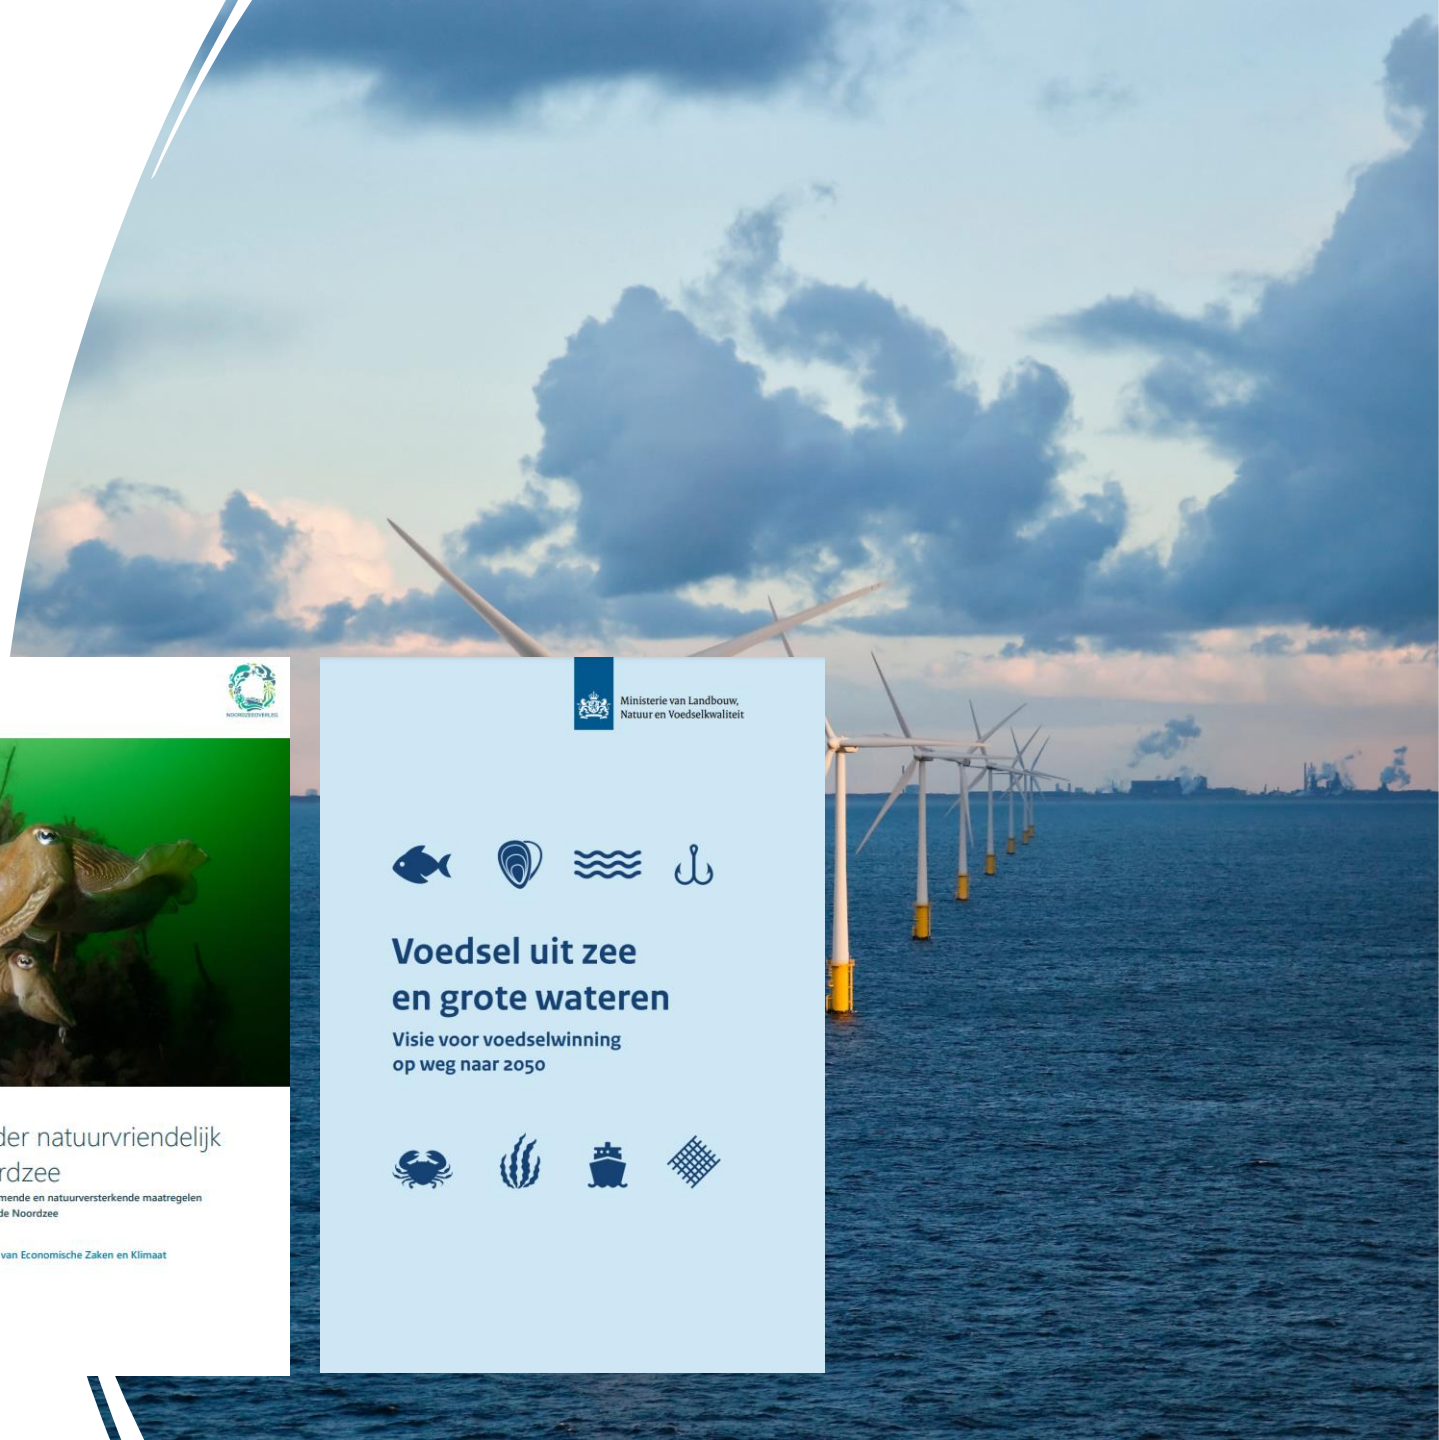 NOORDZEEOVERLEG
der natuurvriendelijk
rdzee
mende en natuurversterkende maatregelen
de Noordzee
van Economische Zaken en Klimaat
Ministerie van Landbouw,
Natuur en Voedselkwaliteit
Voedsel uit zee
en grote wateren
Visie voor voedselwinning
op weg naar 2050